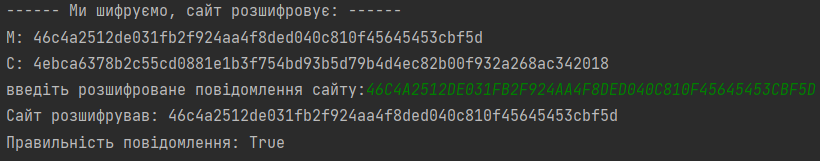 ------ Ми шифруємо, сайт розшифровує: ------
M: 46c4a2512de031fb2f924aa4f8ded040c810f45645453cbf5d
C: 4ebca6378b2c55cd0881e1b3f754bd93b5d79b4d4ec82b00f932a268ac342018
введіть розшифроване повідомлення сайту:46C4A2512DE031FB2F924AA4F8DED040C810F45645453CBF5D
Сайт розшифрував: 46c4a2512de031fb2f924aa4f8ded040c810f45645453cbf5d
Правильність повідомлення: True